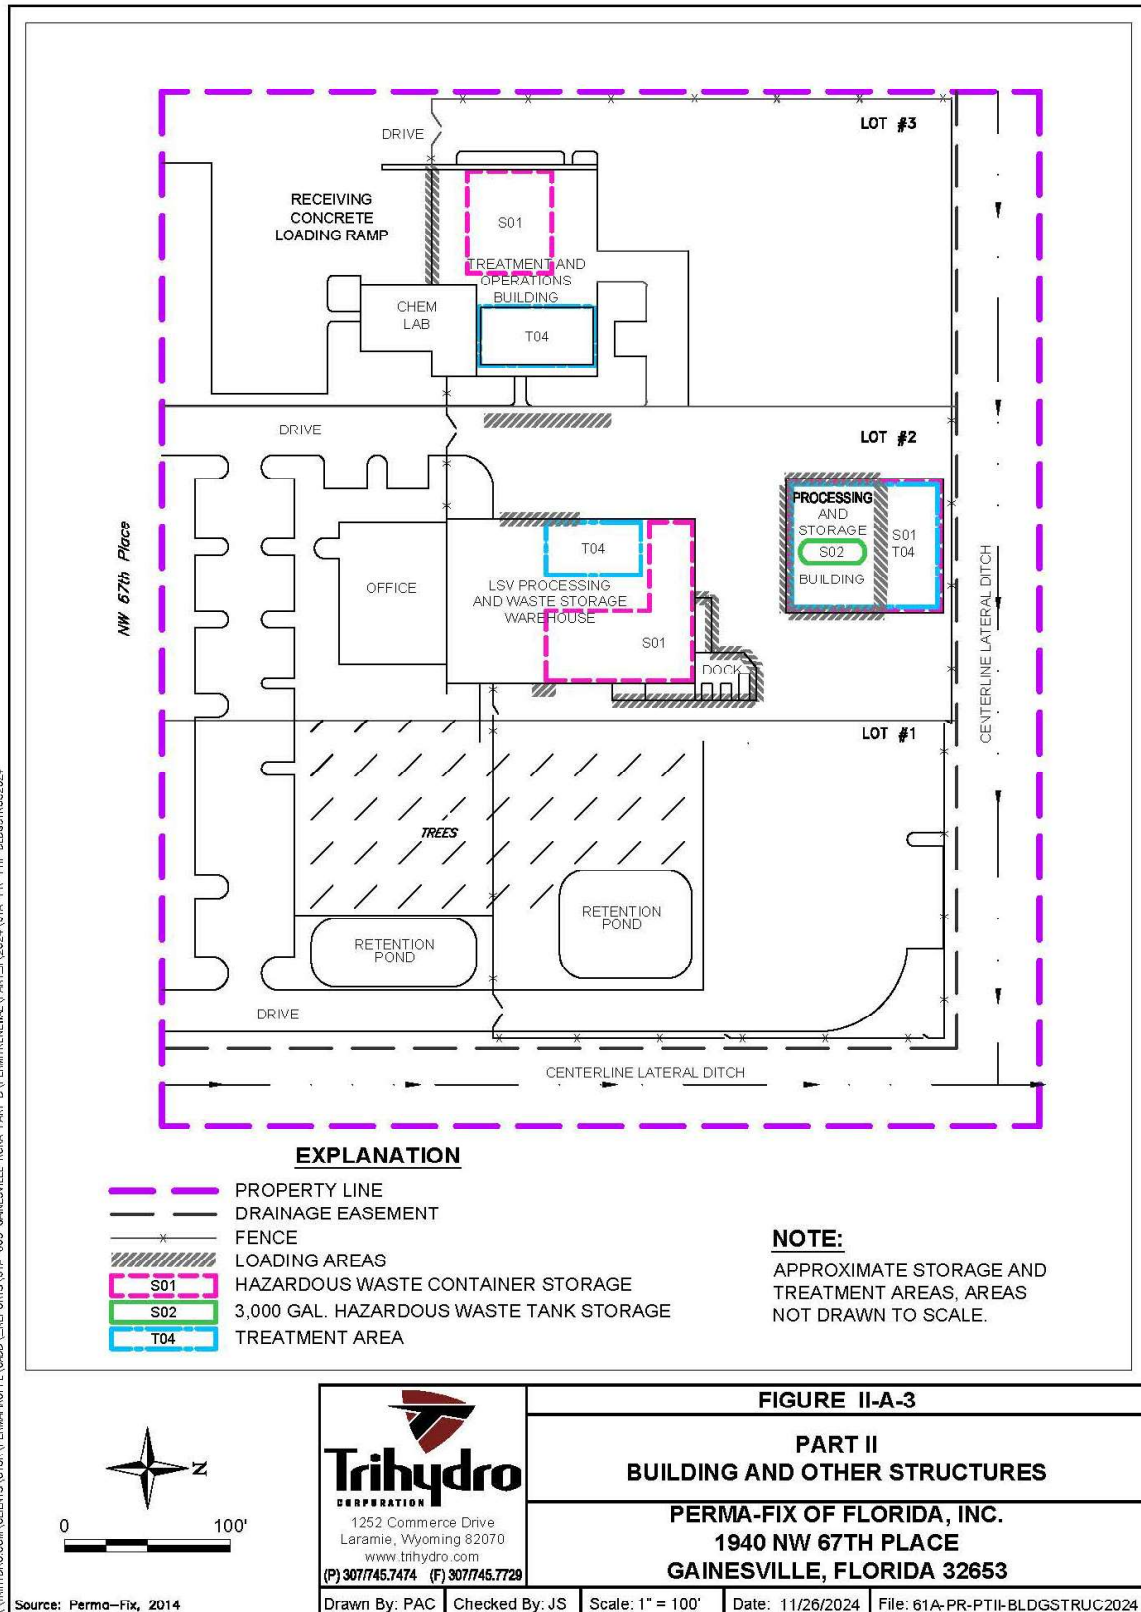 LOT #3
DRIVE
RECEIVING
CONCRETE
LOADING RAMP
S01
TREATMENT AND
OPERATIONS
BUILDING
CHEM
LAB
T04
DRIVE
LOT #2
NW 67th Place
PROCESSING
AND
STORAGE
S02
BUILDING
S01
T04
T04
OFFICE
LSV PROCESSING
AND WASTE STORAGE
WAREHOUSE
S01
DOCK
CENTERLINE LATERAL DITCH
LOT #1
TREES
RETENTION
POND
RETENTION
POND
DRIVE
CENTERLINE LATERAL DITCH
EXPLANATION
PROPERTY LINE
DRAINAGE EASEMENT
FENCE
LOADING AREAS
S01 HAZARDOUS WASTE CONTAINER STORAGE
S02 3,000 GAL. HAZARDOUS WASTE TANK STORAGE
T04 TREATMENT AREA
NOTE:
APPROXIMATE STORAGE AND
TREATMENT AREAS, AREAS
NOT DRAWN TO SCALE.
N
0 100'
Source: Perma-Fix, 2014
Trihydro
CORPORATION
1252 Commerce Drive
Laramie, Wyoming 82070
www.trihydro.com
(P) 307/745.7474 (F) 307/745.7729
FIGURE II-A-3
PART II
BUILDING AND OTHER STRUCTURES
PERMA-FIX OF FLORIDA, INC.
1940 NW 67TH PLACE
GAINESVILLE, FLORIDA 32653
Drawn By: PAC Checked By: JS Scale: 1" = 100' Date: 11/26/2024 File: 61A-PR-PTII-BLDGSTRUC2024